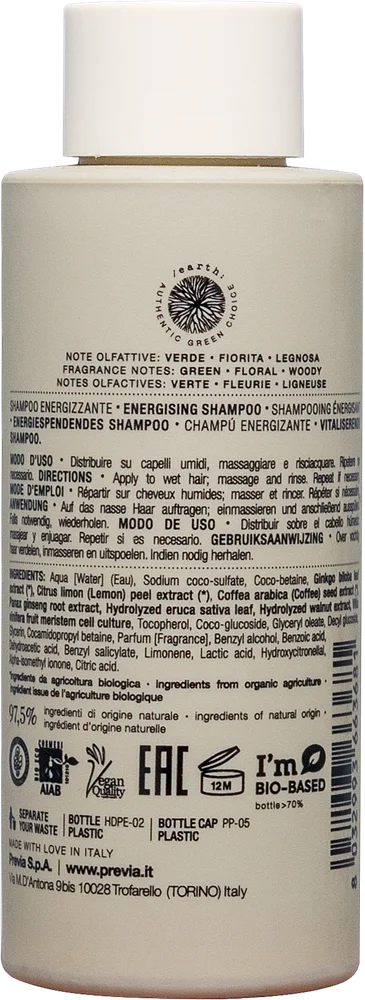 /earth:
AUTHENTIC GREEN CHOICE
NOTE OLFATTIVE: VERDE • FIORITA • LEGNOSA
FRAGRANCE NOTES: GREEN • FLORAL • WOODY
NOTES OLFACTIVES: VERTE • FLEURIE • LIGNEUSE
SHAMPOO ENERGIZZANTE • ENERGISING SHAMPOO • SHAMPOOING
• ENERGIESPENDENDES SHAMPOO • CHAMPÚ ENERGIZANTE •
SHAMPOO.
MODO D'USO • Distribuire su capelli umidi, massaggiare e risciacquare. Ripetere se
necessario. DIRECTIONS • Apply to wet hair; massage and rinse. Repeat if necessary.
MODE D'EMPLOI • Répartir sur cheveux humides; masser et rincer. Répéter si nécessaire.
ANWENDUNG • Auf das nasse Haar auftragen; einmassieren und anschließend
Falls notwendig, wiederholen. MODO DE USO • Distribuir sobre el cabello
masajear y enjuagar. Repetir si es necesario. GEBRUIKSAANWIJZING • Over
haar verdelen, inmasseren en uitspoelen. Indien nodig herhalen.
INGREDIENTS: Aqua [Water] (Eau), Sodium coco-sulfate, Coco-betaine, Ginkgo biloba leaf
extract (*), Citrus limon (Lemon) peel extract (*), Coffea arabica (Coffee) seed extract (*),
Panax ginseng root extract, Hydrolyzed eruca sativa leaf, Hydrolyzed walnut extract, Vitis
vinifera fruit meristem cell culture, Tocopherol, Coco-glucoside, Glyceryl oleate, Decyl glucoside,
Glycerin, Cocamidopropyl betaine, Parfum [Fragrance], Benzyl alcohol, Benzoic acid,
Dehydroacetic acid, Benzyl salicylate, Limonene, Lactic acid, Hydroxycitronellal,
Alpha-isomethyl ionone, Citric acid.
*Ingrediente da agricoltura biologica • Ingredients from organic agriculture •
Ingrédient issue de l'agriculture biologique
97,5% ingredienti di origine naturale • ingredients of natural origin •
ingrédient d'origine naturelle
BIO ECO COSMESI
AIAB
Vegan
Quality
EAC
12M
I'm
BIO-BASED
bottle>70%
SEPARATE
YOUR WASTE
BOTTLE HDPE-02
PLASTIC
BOTTLE CAP PP-05
PLASTIC
MADE WITH LOVE IN ITALY
Previa S.p.A. | www.previa.it
Via M.D'Antona 9bis 10028 Trofarello (TORINO) Italy